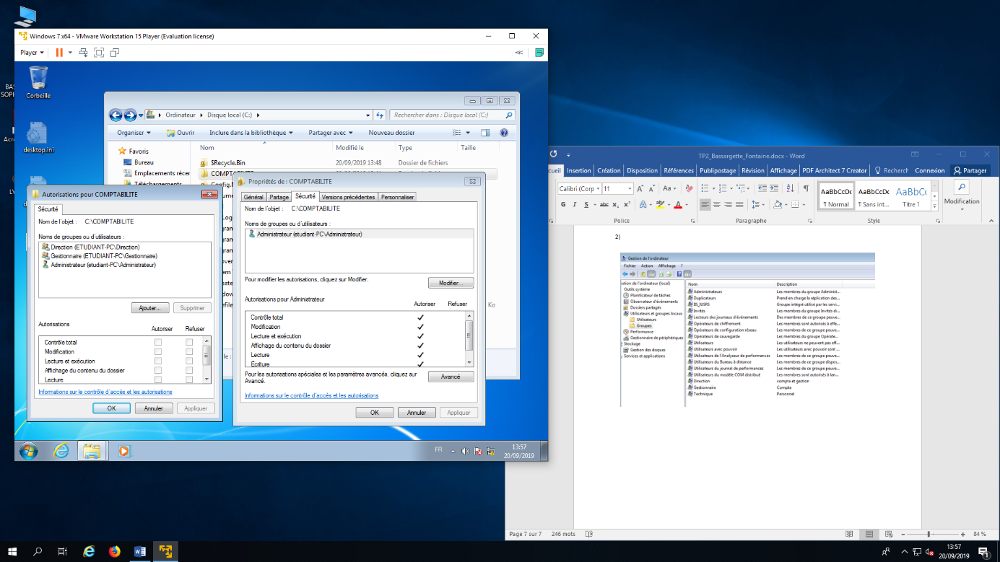 Windows 7 x64 - VMware Workstation 15 Player (Evaluation license)
Player
Corbeille
desktop.ini
Ordinateur
Disque local (C:)
Rechercher dans : Disque local (C:)
Organiser
Ouvrir
Inclure dans la bibliothèque
Partager avec
Nouveau dossier
Nom
Modifié le
Type
Taille
Favoris
Bureau
Emplacements récer
Téléchargements
$Recycle.Bin
20/09/2019 13:48
Dossier de fichiers
COMPTABILITE
Ko
Autorisations pour COMPTABILITE
Sécurité
Nom de l'objet : C:\COMPTABILITE
Noms de groupes ou d'utilisateurs :
Direction (ETUDIANT-PC\Direction)
Gestionnaire (ETUDIANT-PC\Gestionnaire)
Administrateur (etudiant-PC\Administrateur)
Ajouter...
Supprimer
Autorisations
Autoriser
Refuser
Contrôle total
Modification
Lecture et exécution
Affichage du contenu du dossier
Lecture
Informations sur le contrôle d'accès et les autorisations
OK
Annuler
Appliquer
Propriétés de : COMPTABILITE
Général
Partage
Sécurité
Versions précédentes
Personnaliser
Nom de l'objet : C:\COMPTABILITE
Noms de groupes ou d'utilisateurs :
Administrateur (etudiant-PC\Administrateur)
Pour modifier les autorisations, cliquez sur Modifier.
Modifier...
Autorisations pour Administrateur
Autoriser
Refuser
Contrôle total
Modification
Lecture et exécution
Affichage du contenu du dossier
Lecture
Écriture
Pour les autorisations spéciales et les paramètres avancés, cliquez sur
Avancé.
Avancé
Informations sur le contrôle d'accès et les autorisations
OK
Annuler
Appliquer
FR
13:57
20/09/2019
TP2_Bassargette_Fontaine.docx - Word
cueil
Insertion
Création
Disposition
Références
Publipostage
Révision
Affichage
PDF Architect 7 Creator
Recherch
Connexion
Partager
Calibri (Corp
11
G I S abc x₂ x²
AaBbCcDc
AaBbCcDc
AaBbCc
¶ Normal
¶ Sans int...
Titre 1
Modification
Police
Paragraphe
Style
2)
Gestion de l'ordinateur
Fichier
Action
Affichage
?
stion de l'ordinateur (local)
Outils système
Planificateur de tâches
Observateur d'événements
Dossiers partagés
Utilisateurs et groupes locaux
Utilisateurs
Groupes
Performance
Gestionnaire de périphériques
Stockage
Gestion des disques
Services et applications
Nom
Description
Administrateurs
Les membres du groupe Administ...
Duplicateurs
Prend en charge la réplication des...
IIS_IUSRS
Groupe intégré utilisé par les servi...
Invités
Les membres du groupe Invités di...
Lecteurs des journaux d'événements
Des membres de ce groupe peuve...
Opérateurs de chiffrement
Les membres sont autorisés à effe...
Opérateurs de configuration réseau
Les membres de ce groupe peuve...
Opérateurs de sauvegarde
Les membres du groupe Opérate...
Utilisateurs
Les utilisateurs ne peuvent pas eff...
Utilisateurs avec pouvoir
Les utilisateurs avec pouvoir sont ...
Utilisateurs de l'Analyseur de performances
Les membres de ce groupe peuve...
Utilisateurs du Bureau à distance
Les membres de ce groupe dispos...
Utilisateurs du journal de performances
Les membres de ce groupe peuve...
Utilisateurs du modèle COM distribué
Les membres sont autorisés à lan...
Direction
compta et gestion
Gestionnaire
Compta
Technique
Personnel
Page 7 sur 7
246 mots
84 %
13:57
20/09/2019